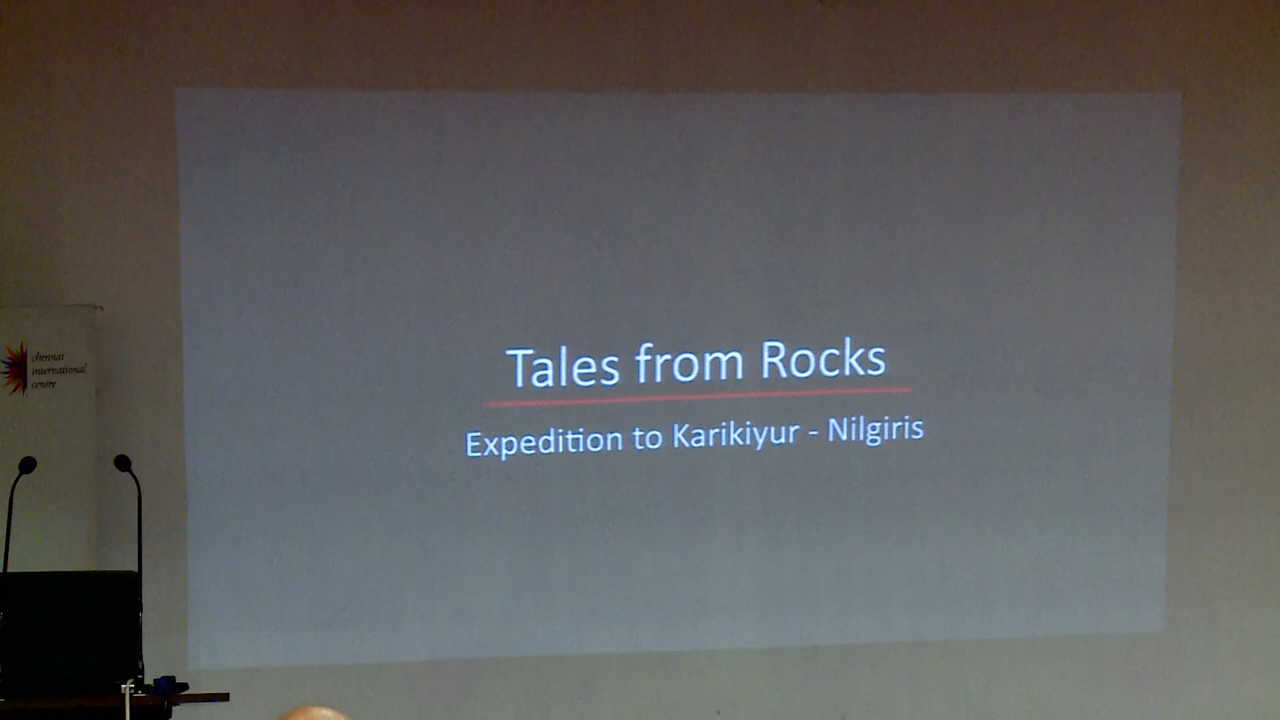 Tales from Rocks
Expedition to Karikiyur - Nilgiris
chennai
international
centre